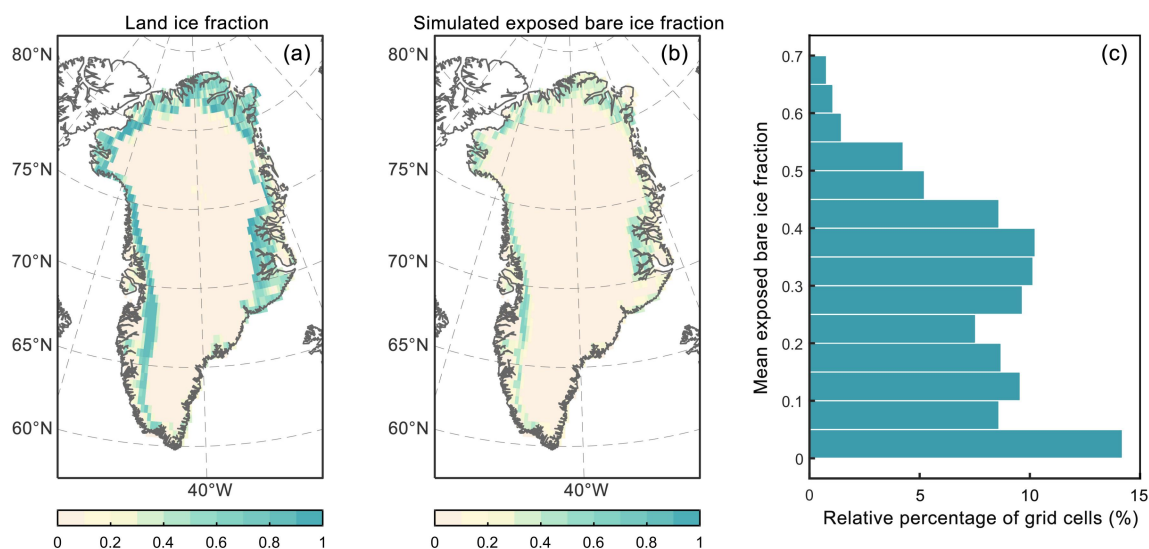 Land ice fraction
(a)
80°N
75°N
70°N
65°N
60°N
40°W
0 0.2 0.4 0.6 0.8 1
Simulated exposed bare ice fraction
(b)
80°N
75°N
70°N
65°N
60°N
40°W
0 0.2 0.4 0.6 0.8 1
(c)
Mean exposed bare ice fraction
0.7
0.6
0.5
0.4
0.3
0.2
0.1
0
0 5 10 15
Relative percentage of grid cells (%)